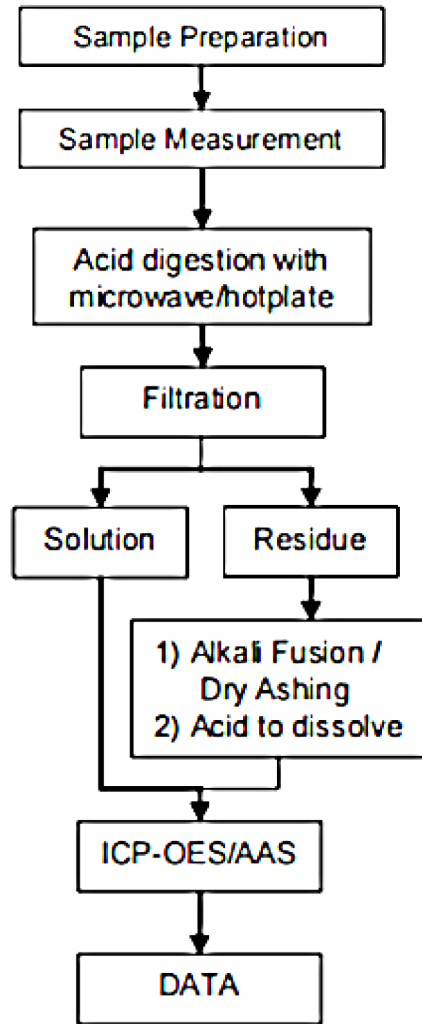 Sample Preparation
Sample Measurement
Acid digestion with
microwave/hotplate
Filtration
Solution
Residue
1) Alkali Fusion /
Dry Ashing
2) Acid to dissolve
ICP-OES/AAS
DATA